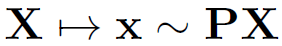 𝐗 ↦ 𝐱 ∼ 𝐏𝐗